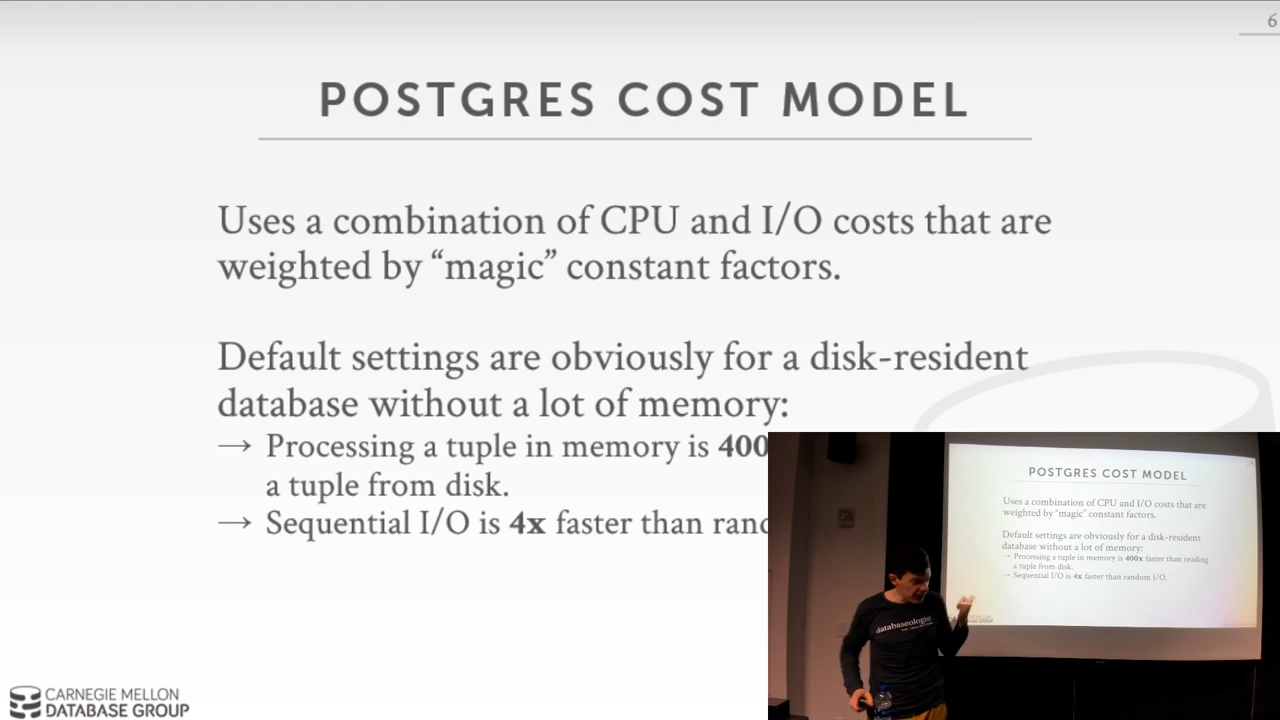 6
POSTGRES COST MODEL
Uses a combination of CPU and I/O costs that are
weighted by “magic” constant factors.
Default settings are obviously for a disk-resident
database without a lot of memory:
→ Processing a tuple in memory is 400
a tuple from disk.
→ Sequential I/O is 4x faster than rand
CARNEGIE MELLON
DATABASE GROUP
POSTGRES COST MODEL
Uses a combination of CPU and I/O costs that are
weighted by “magic” constant factors.
Default settings are obviously for a disk-resident
database without a lot of memory:
→ Processing a tuple in memory is 400x faster than reading
a tuple from disk.
→ Sequential I/O is 4x faster than random I/O.
databaseologist